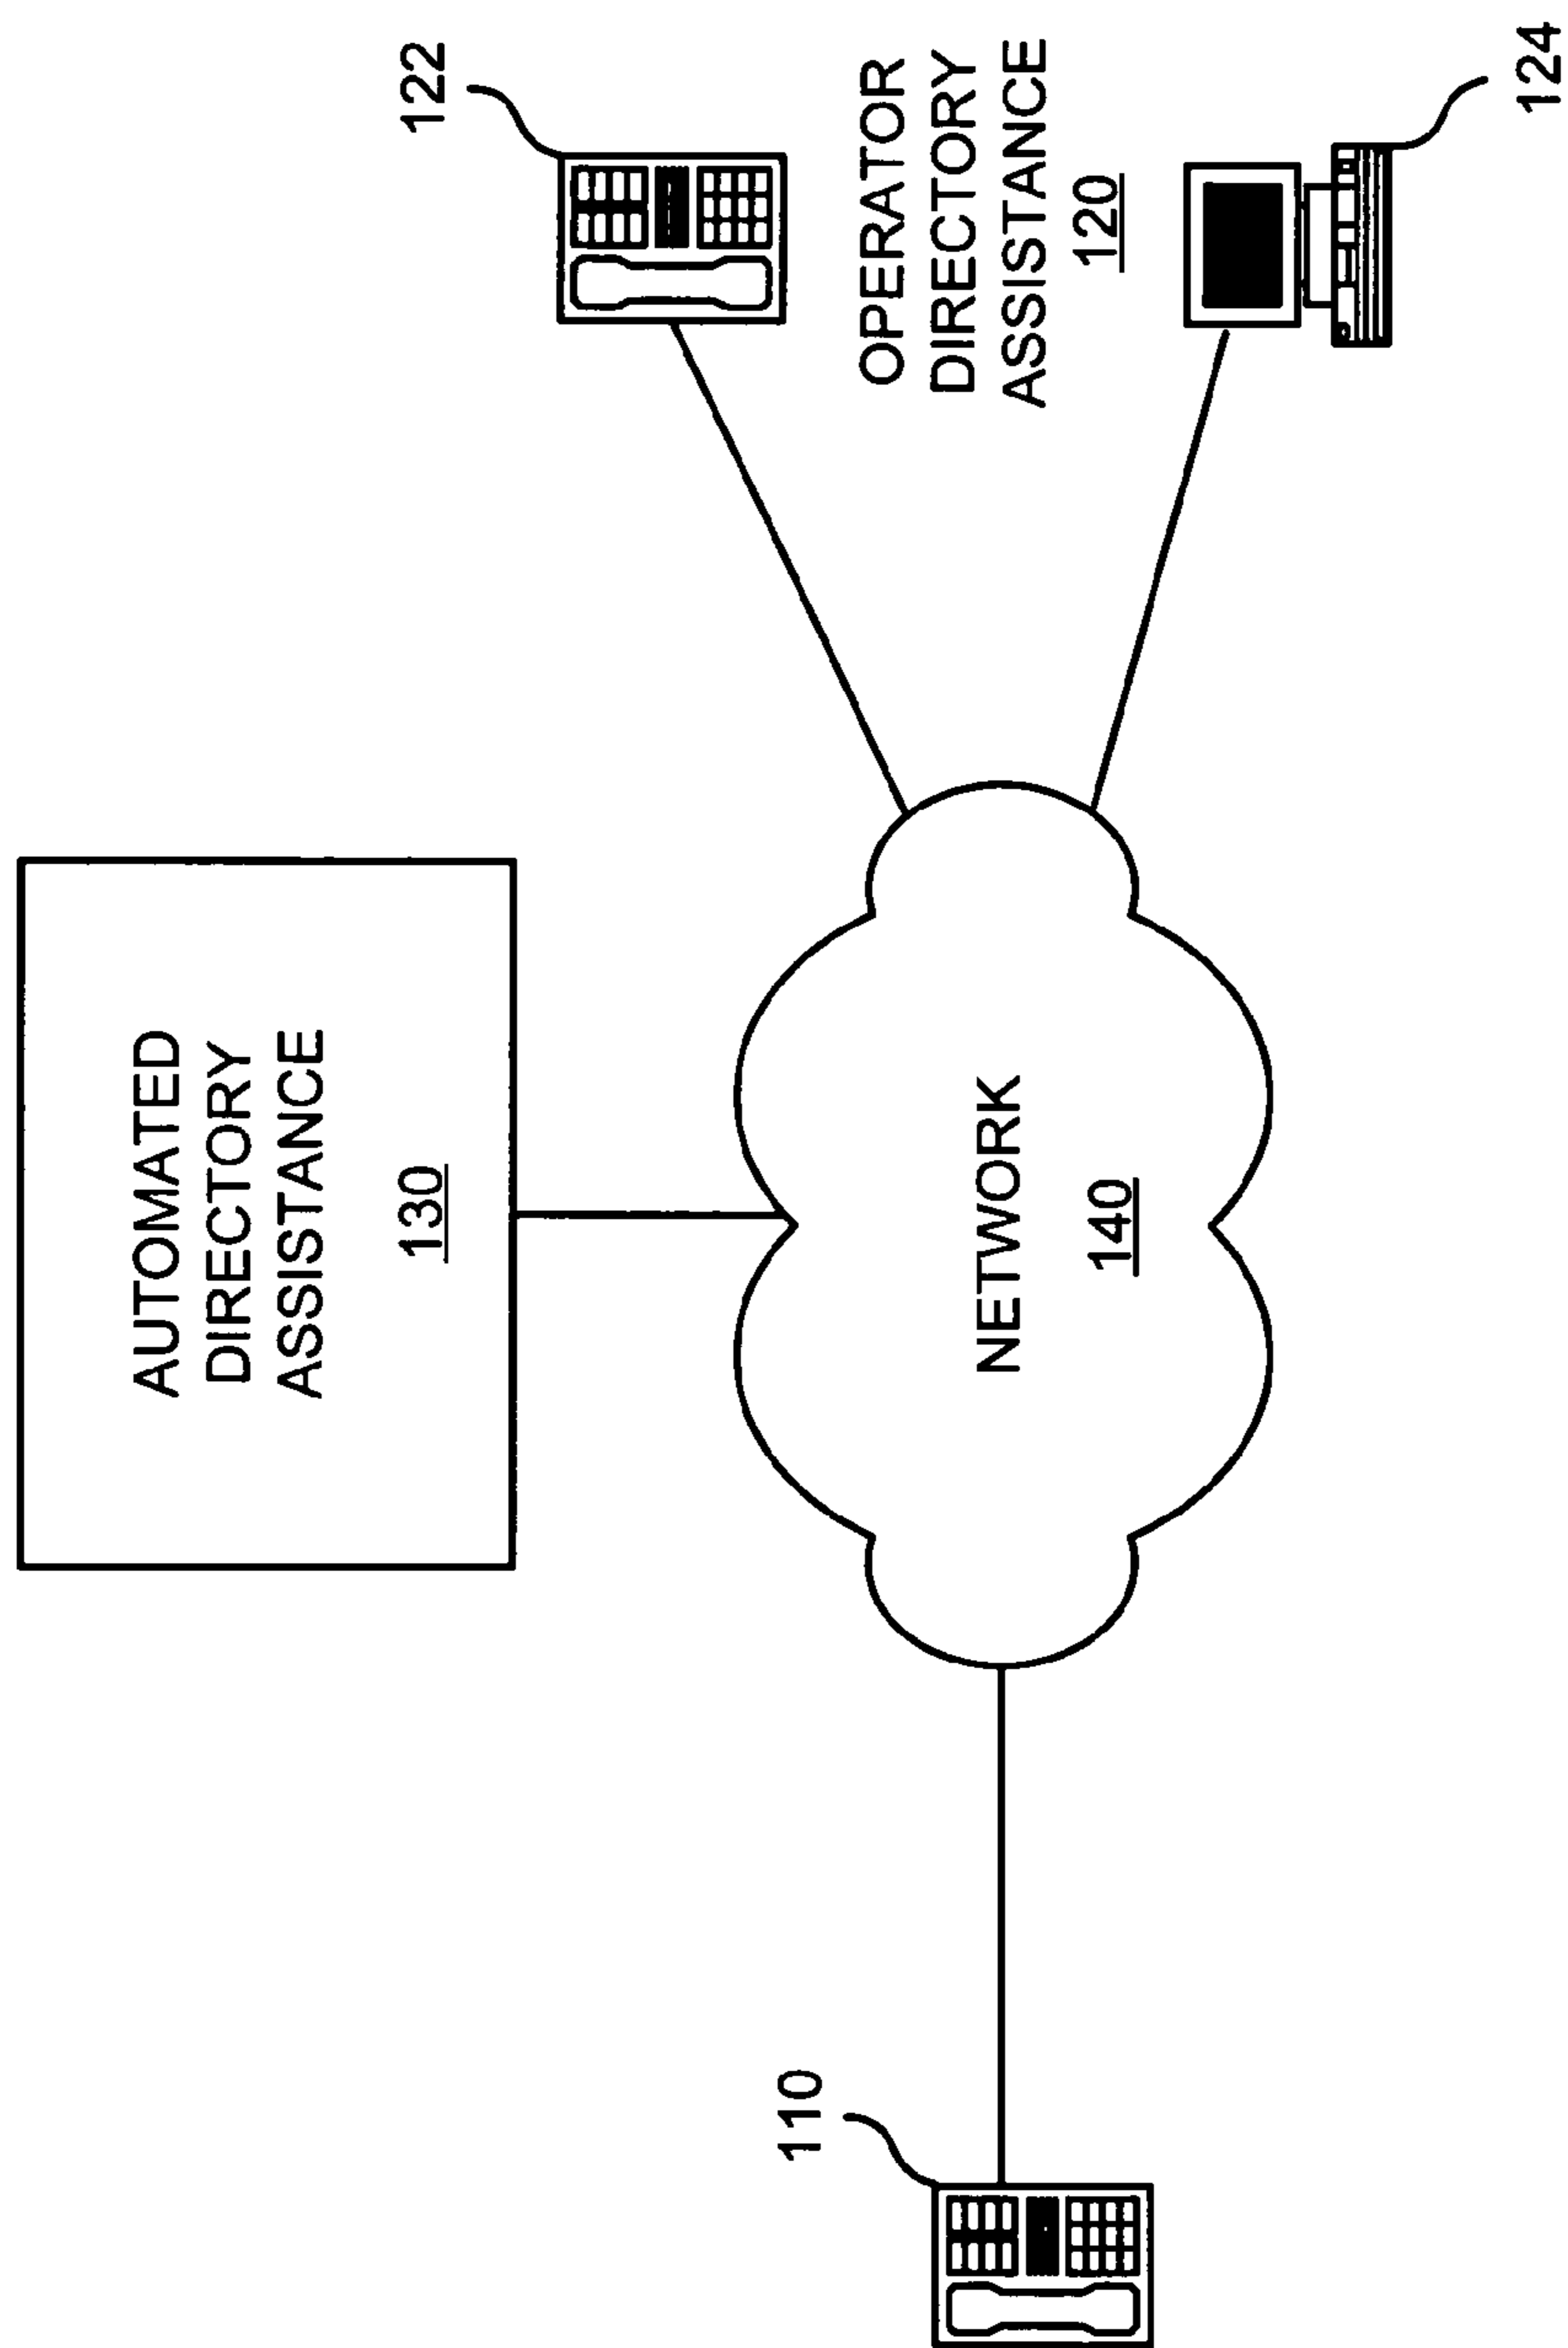 AUTOMATED
DIRECTORY
ASSISTANCE
130
122
110
NETWORK
140
OPERATOR
DIRECTORY
ASSISTANCE
120
124